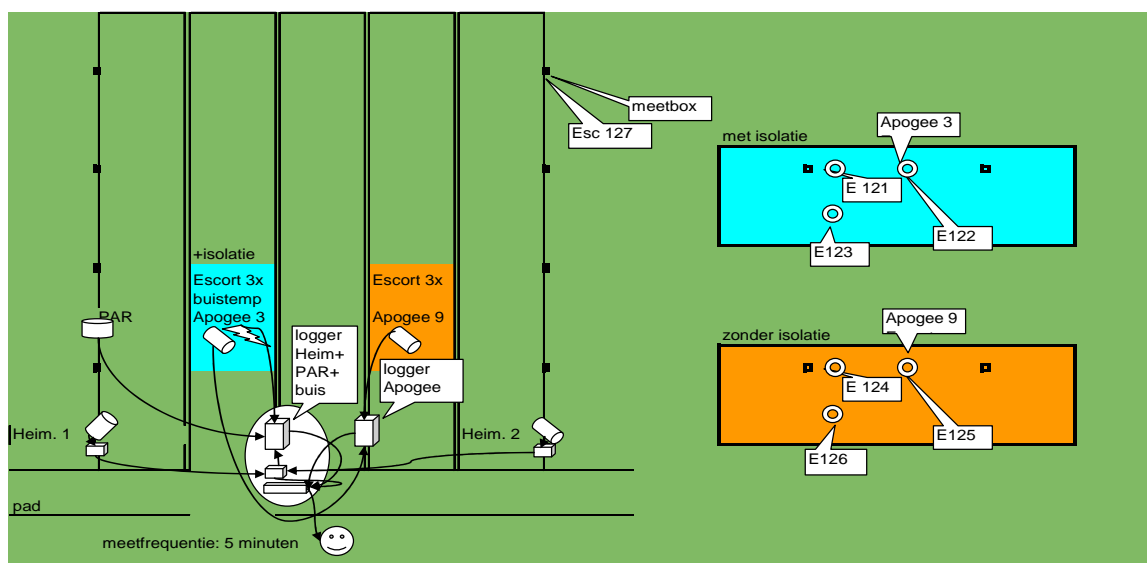 meetbox
Esc 127
+isolatie
Escort 3x
buistemp
Apogee 3
Escort 3x
Apogee 9
PAR
logger
Heim+
PAR+
buis
logger
Apogee
Heim. 1
Heim. 2
pad
meetfrequentie: 5 minuten
met isolatie
Apogee 3
E 121
E123
E122
zonder isolatie
Apogee 9
E 124
E126
E125